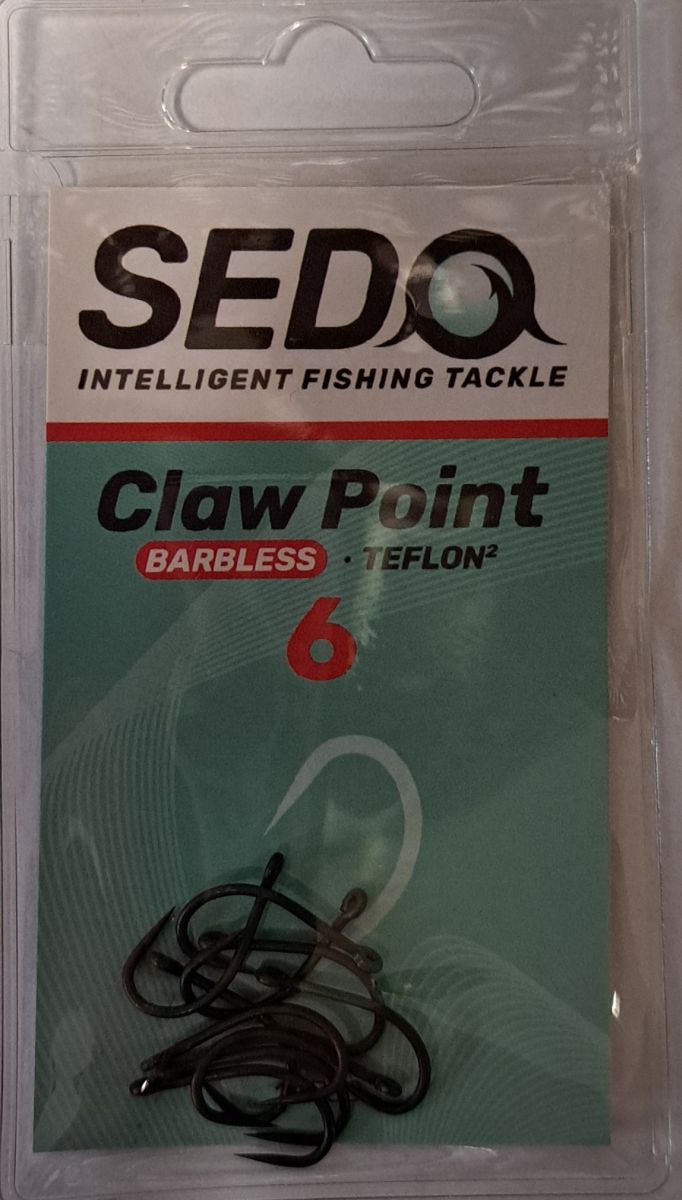 SEDO
INTELLIGENT FISHING TACKLE
Claw Point
BARBLESS · TEFLON²
6